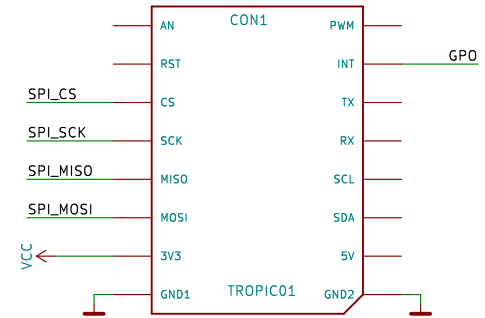 CON1
AN PWM
RST INT GPO
SPI_CS CS TX
SPI_SCK SCK RX
SPI_MISO MISO SCL
SPI_MOSI MOSI SDA
VCC 3V3 5V
GND1 TROPIC01 GND2